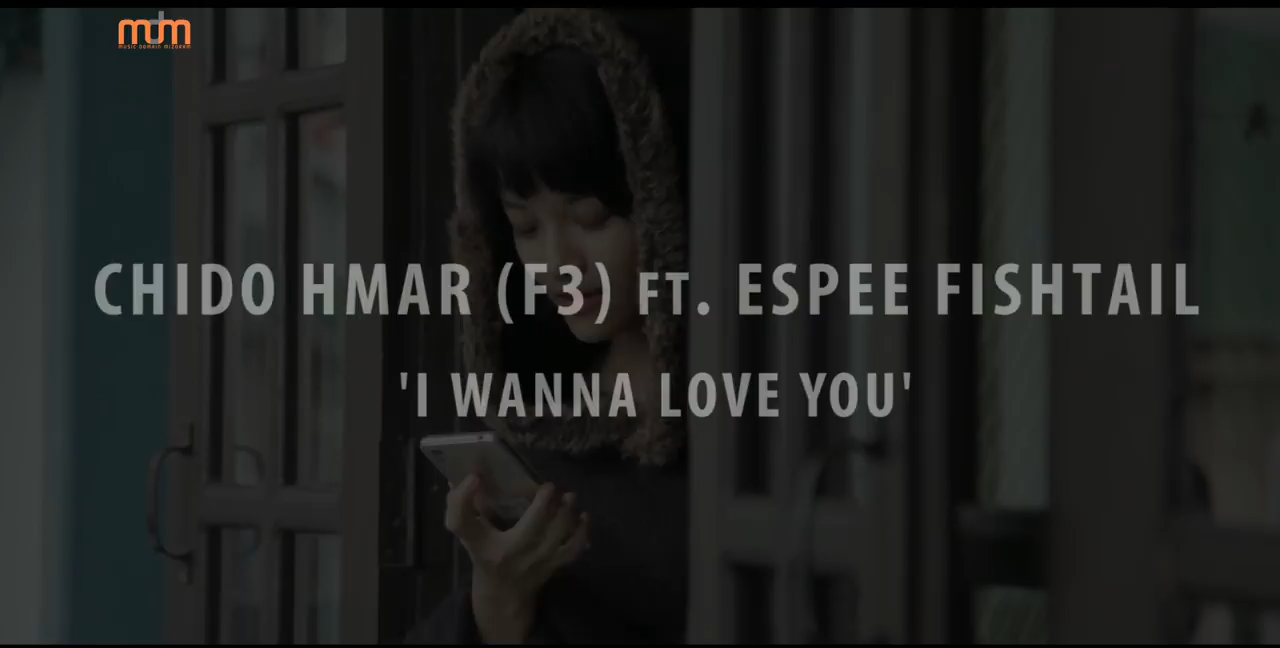 mdm
MUSIC DOMAIN MIZORAM
CHIDO HMAR (F3) FT. ESPEE FISHTAIL
'I WANNA LOVE YOU'